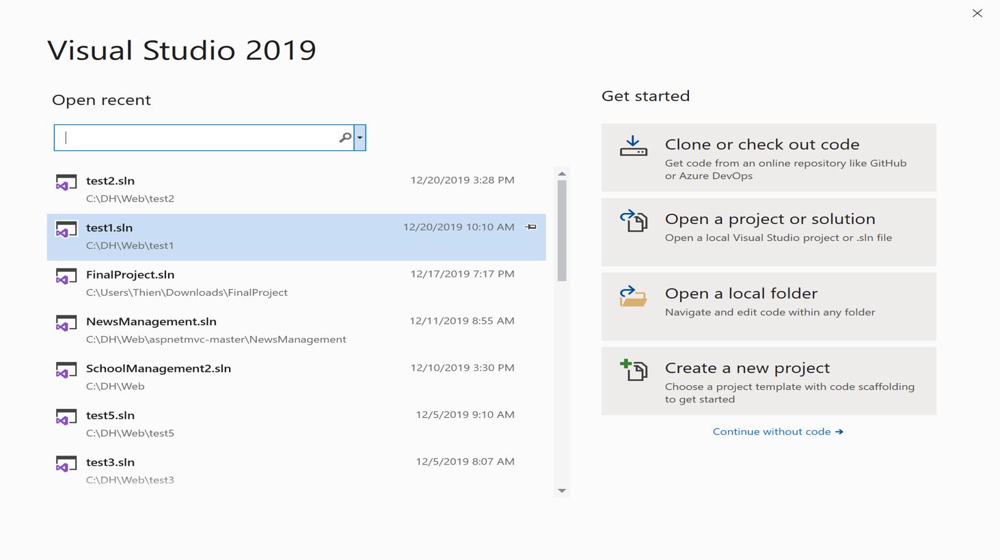 Visual Studio 2019
Open recent
test2.sln 12/20/2019 3:28 PM
C:\DH\Web\test2
test1.sln 12/20/2019 10:10 AM
C:\DH\Web\test1
FinalProject.sln 12/17/2019 7:17 PM
C:\Users\Thien\Downloads\FinalProject
NewsManagement.sln 12/11/2019 8:55 AM
C:\DH\Web\aspnetmvc-master\NewsManagement
SchoolManagement2.sln 12/10/2019 3:30 PM
C:\DH\Web
test5.sln 12/5/2019 9:10 AM
C:\DH\Web\test5
test3.sln 12/5/2019 8:07 AM
C:\DH\Web\test3
Get started
Clone or check out code
Get code from an online repository like GitHub
or Azure DevOps
Open a project or solution
Open a local Visual Studio project or .sln file
Open a local folder
Navigate and edit code within any folder
Create a new project
Choose a project template with code scaffolding
to get started
Continue without code